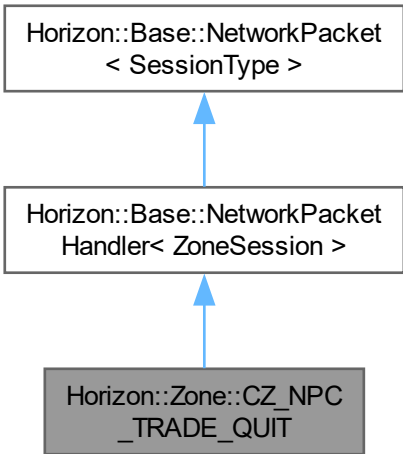 Horizon::Base::NetworkPacket
< SessionType >
Horizon::Base::NetworkPacket
Handler< ZoneSession >
Horizon::Zone::CZ_NPC
_TRADE_QUIT